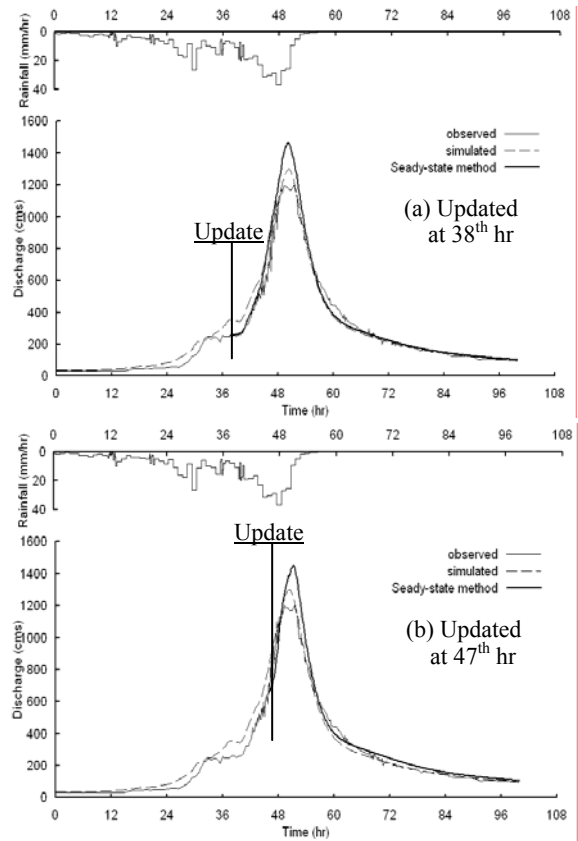 0 12 24 36 48 60 72 84 96 108
Rainfall (mm/hr)
0
20
40
1600
1400
1200
1000
800
600
400
200
0
Discharge (cms)
observed
simulated
Seady-state method
(a) Updated
at 38th hr
Update
0 12 24 36 48 60 72 84 96 108
Time (hr)
0 12 24 36 48 60 72 84 96 108
Rainfall (mm/hr)
0
20
40
1600
1400
1200
1000
800
600
400
200
0
Discharge (cms)
Update
observed
simulated
Seady-state method
(b) Updated
at 47th hr
0 12 24 36 48 60 72 84 96 108
Time (hr)